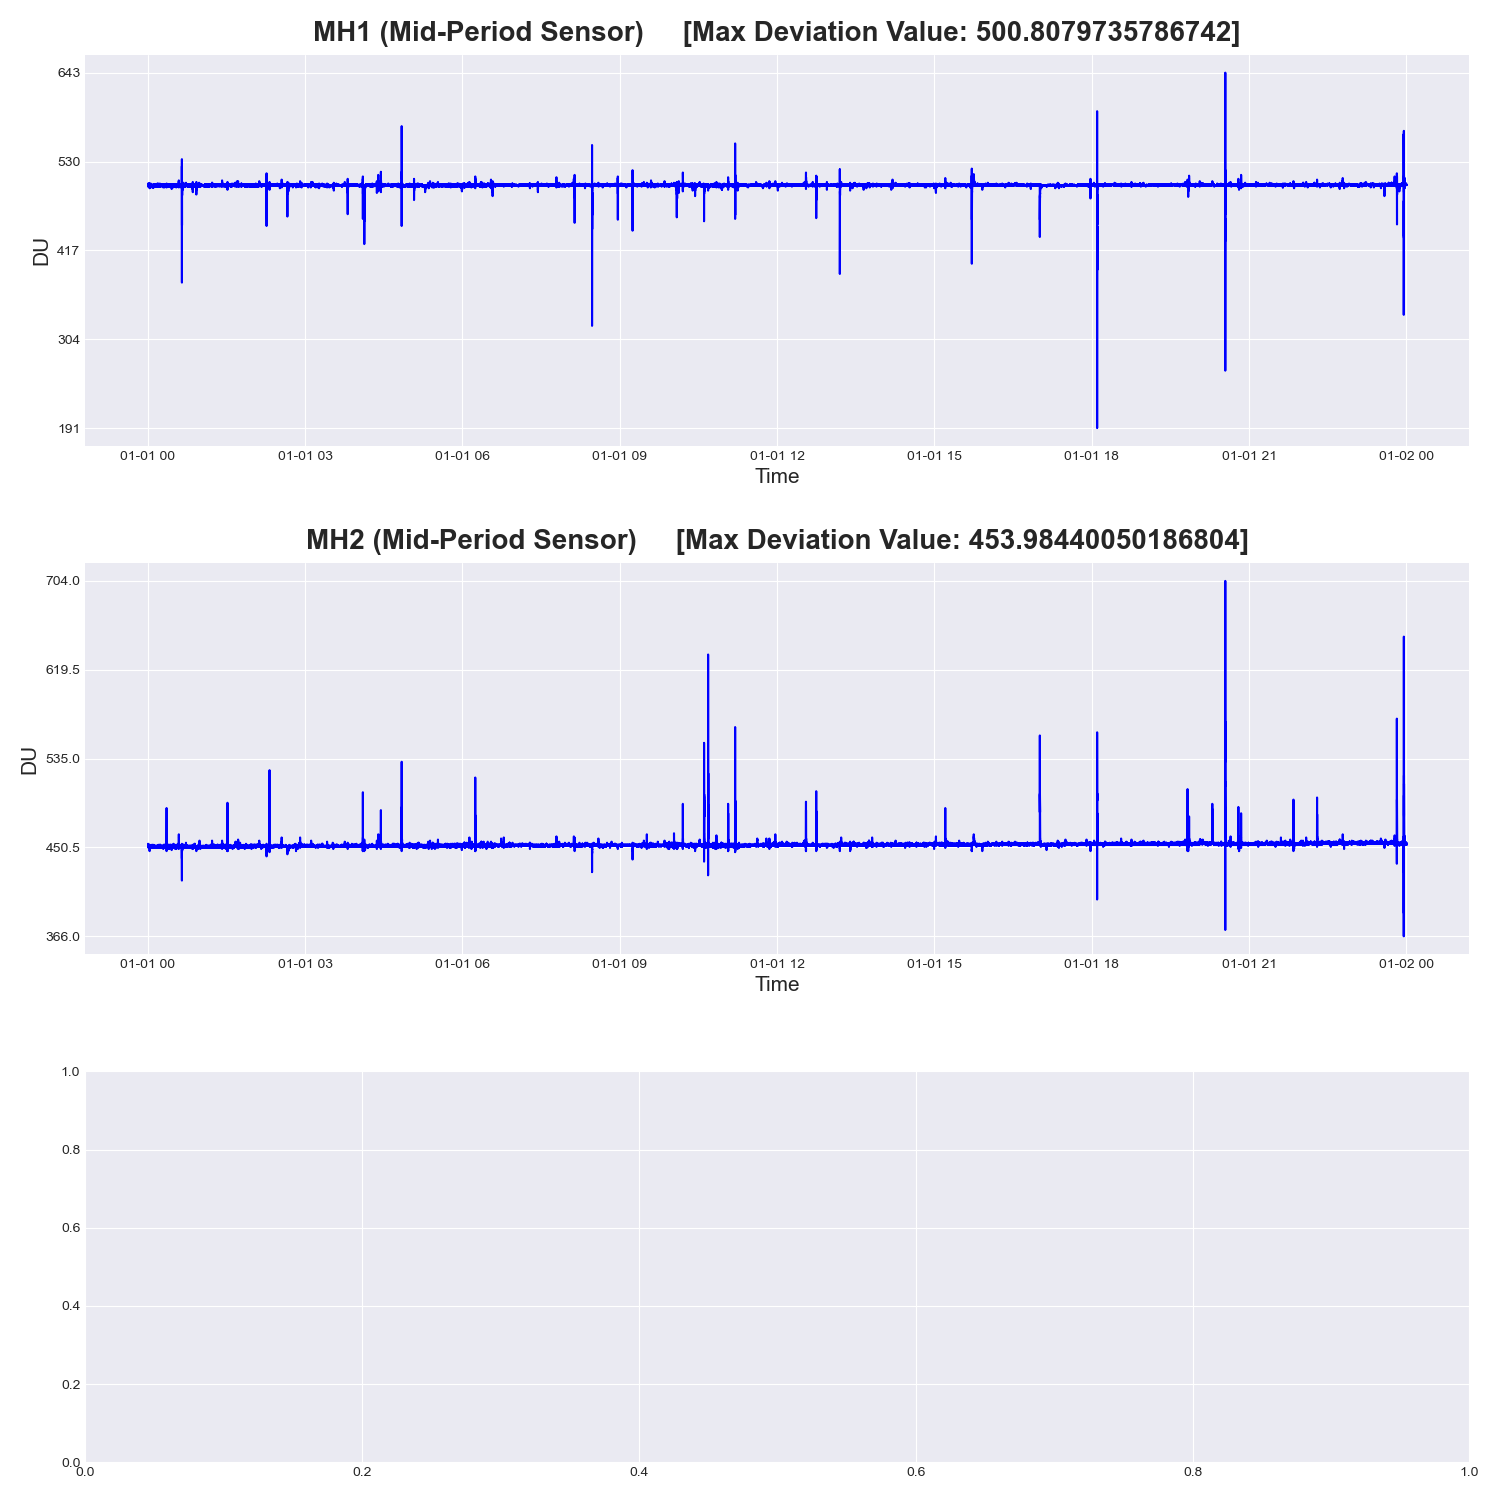 MH1 (Mid-Period Sensor) [Max Deviation Value: 500.8079735786742]
643
530
417
304
191
DU
01-01 00 01-01 03 01-01 06 01-01 09 01-01 12 01-01 15 01-01 18 01-01 21 01-02 00
Time
MH2 (Mid-Period Sensor) [Max Deviation Value: 453.98440050186804]
704.0
619.5
535.0
450.5
366.0
DU
01-01 00 01-01 03 01-01 06 01-01 09 01-01 12 01-01 15 01-01 18 01-01 21 01-02 00
Time
1.0
0.8
0.6
0.4
0.2
0.0
0.0 0.2 0.4 0.6 0.8 1.0